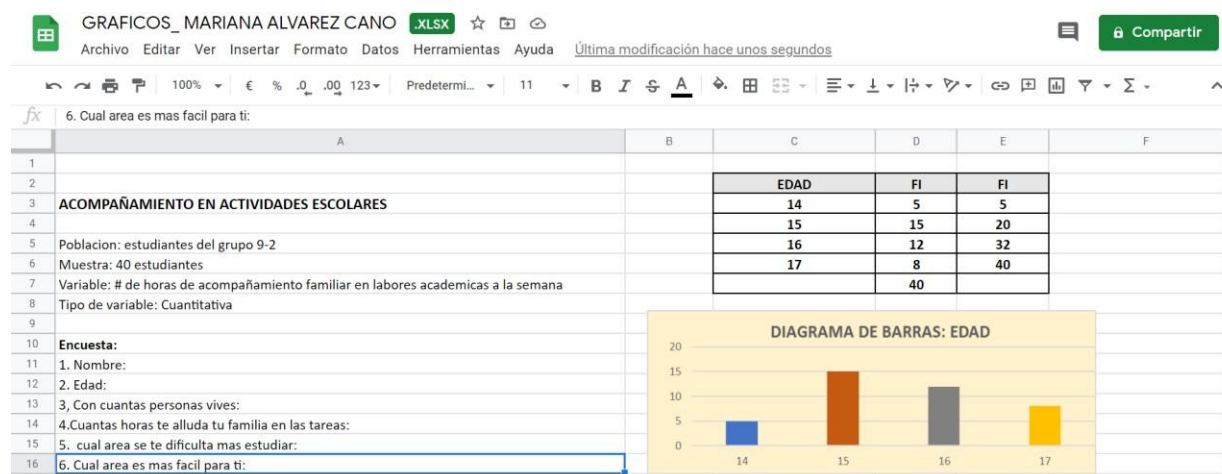 GRAFICOS_ MARIANA ALVAREZ CANO .XLSX
Compartir
Archivo Editar Ver Insertar Formato Datos Herramientas Ayuda Última modificación hace unos segundos
100% € % .0 .00 123 Predetermi... 11 B I S A
fx 6. Cual area es mas facil para ti:
A B C D E F
1
2 EDAD FI FI
3 ACOMPAÑAMIENTO EN ACTIVIDADES ESCOLARES 14 5 5
4 15 15 20
5 Poblacion: estudiantes del grupo 9-2 16 12 32
6 Muestra: 40 estudiantes 17 8 40
7 Variable: # de horas de acompañamiento familiar en labores academicas a la semana 40
8 Tipo de variable: Cuantitativa
9
10 Encuesta:
11 1. Nombre:
12 2. Edad:
13 3, Con cuantas personas vives:
14 4.Cuantas horas te alluda tu familia en las tareas:
15 5. cual area se te dificulta mas estudiar:
16 6. Cual area es mas facil para ti:
DIAGRAMA DE BARRAS: EDAD
20
15
10
5
0
14 15 16 17